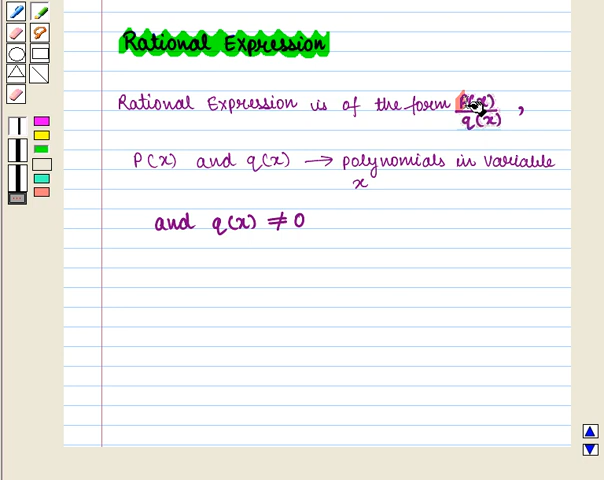 Rational Expression
Rational Expression is of the form P(x)/q(x) ,
P(x) and q(x) → polynomials in variable
x
and q(x) ≠ 0